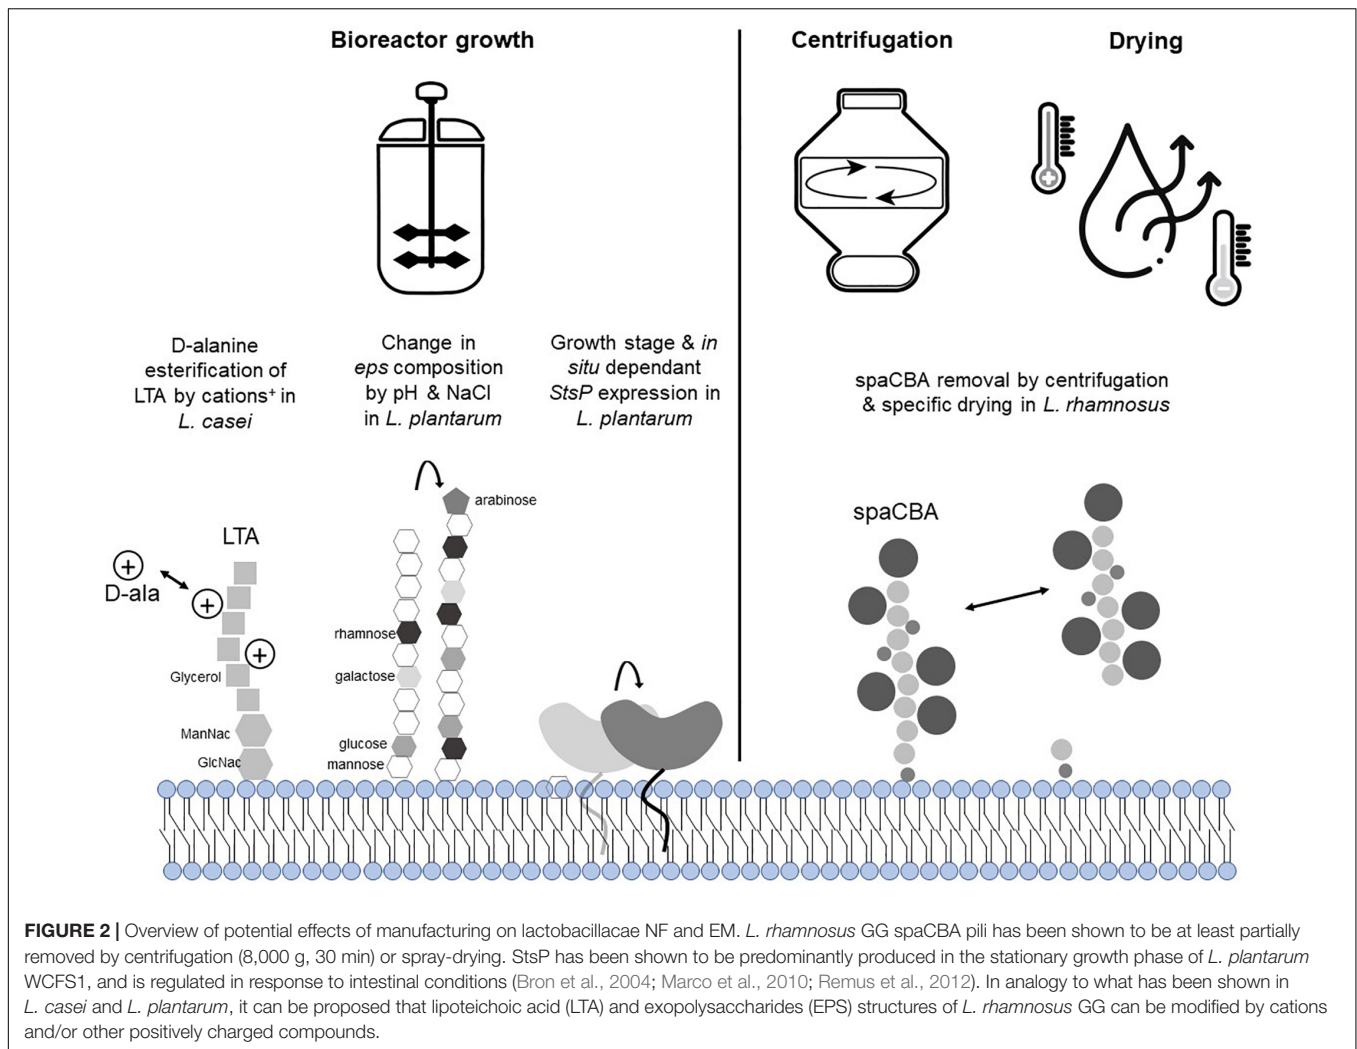 Bioreactor growth
Centrifugation
Drying
D-alanine
esterification of
LTA by cations⁺ in
L. casei
Change in
eps composition
by pH & NaCl
in L. plantarum
Growth stage & in
situ dependant
StsP expression in
L. plantarum
spaCBA removal by centrifugation
& specific drying in L. rhamnosus
LTA
+
D-ala
+
+
Glycerol
ManNac
GlcNac
arabinose
rhamnose
galactose
glucose
mannose
spaCBA
FIGURE 2 | Overview of potential effects of manufacturing on lactobacillacae NF and EM. L. rhamnosus GG spaCBA pili has been shown to be at least partially
removed by centrifugation (8,000 g, 30 min) or spray-drying. StsP has been shown to be predominantly produced in the stationary growth phase of L. plantarum
WCFS1, and is regulated in response to intestinal conditions (Bron et al., 2004; Marco et al., 2010; Remus et al., 2012). In analogy to what has been shown in
L. casei and L. plantarum, it can be proposed that lipoteichoic acid (LTA) and exopolysaccharides (EPS) structures of L. rhamnosus GG can be modified by cations
and/or other positively charged compounds.